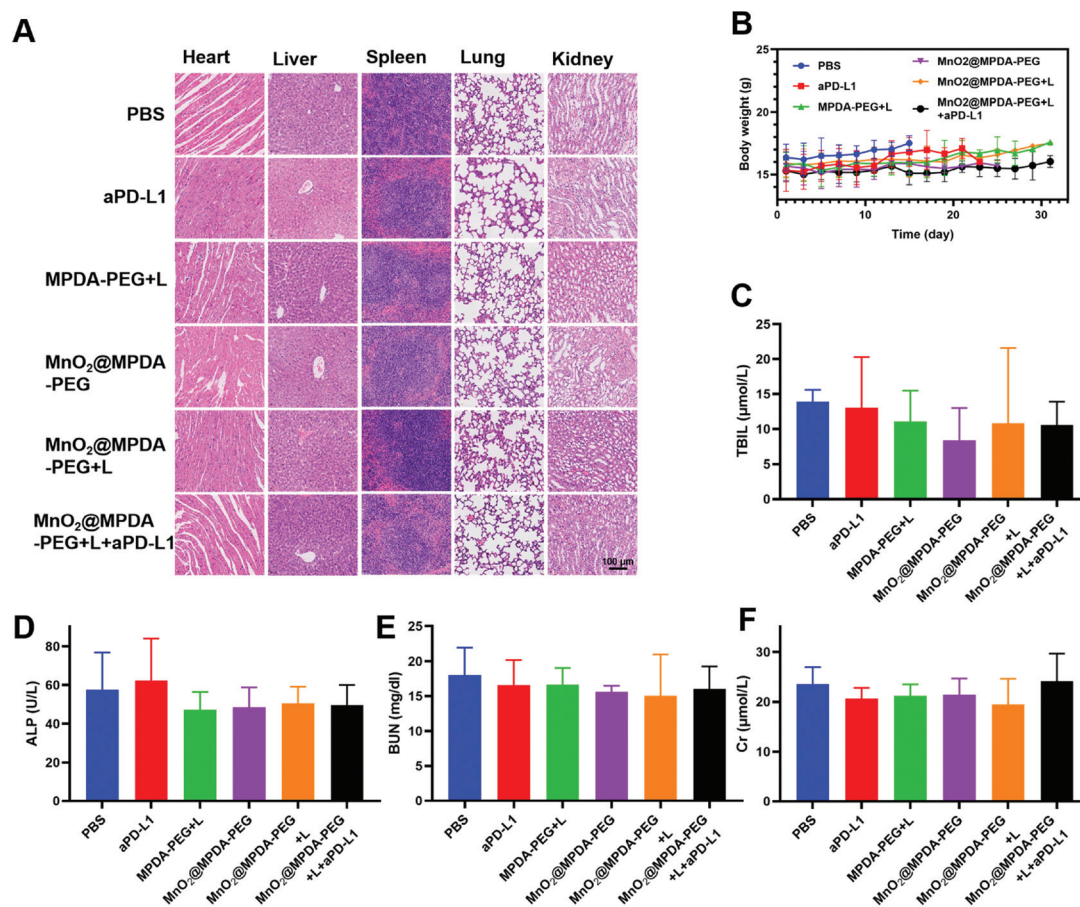 A
Heart Liver Spleen Lung Kidney
PBS
aPD-L1
MPDA-PEG+L
MnO₂@MPDA
-PEG
MnO₂@MPDA
-PEG+L
MnO₂@MPDA
-PEG+L+aPD-L1
100 μm
B
25
20
15
Body weight (g)
PBS
aPD-L1
MPDA-PEG+L
MnO2@MPDA-PEG
MnO2@MPDA-PEG+L
MnO2@MPDA-PEG+L
+aPD-L1
0 10 20 30
Time (day)
C
25
20
15
10
5
0
TBIL (μmol/L)
PBS
aPD-L1
MPDA-PEG+L
MnO₂@MPDA-PEG
MnO₂@MPDA-PEG
+L
MnO₂@MPDA-PEG
+L+aPD-L1
D
80
60
40
20
0
ALP (U/L)
PBS
aPD-L1
MPDA-PEG+L
MnO₂@MPDA-PEG
MnO₂@MPDA-PEG
+L
MnO₂@MPDA-PEG
+L+aPD-L1
E
25
20
15
10
5
0
BUN (mg/dl)
PBS
aPD-L1
MPDA-PEG+L
MnO₂@MPDA-PEG
MnO₂@MPDA-PEG
+L
MnO₂@MPDA-PEG
+L+aPD-L1
F
30
20
10
0
Cr (μmol/L)
PBS
aPD-L1
MPDA-PEG+L
MnO₂@MPDA-PEG
MnO₂@MPDA-PEG
+L
MnO₂@MPDA-PEG
+L+aPD-L1